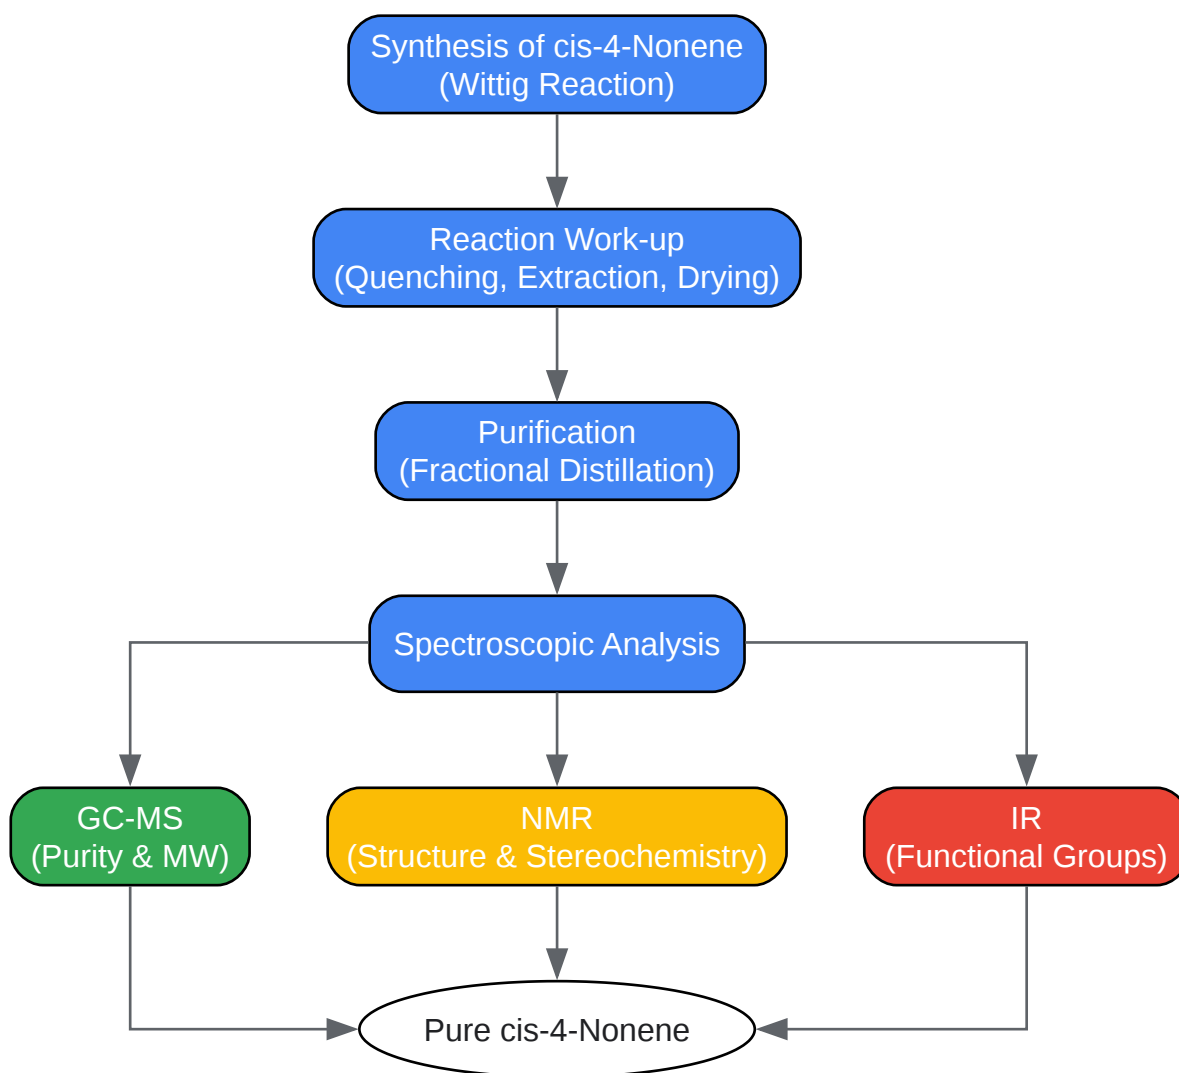 Synthesis of cis-4-Nonene
(Wittig Reaction)
Reaction Work-up
(Quenching, Extraction, Drying)
Purification
(Fractional Distillation)
Spectroscopic Analysis
GC-MS
(Purity & MW)
NMR
(Structure & Stereochemistry)
IR
(Functional Groups)
Pure cis-4-Nonene